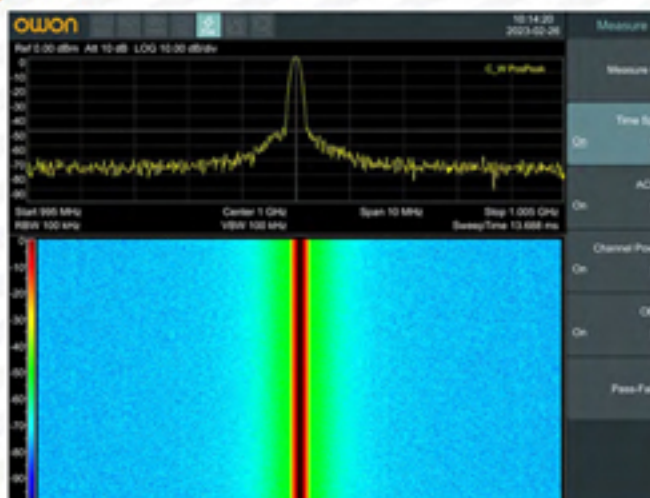 OWON
10:14:20
2023-02-26
Measure
Ref 0.00 dBm Att 10 dB LOG 10.00 dB/div
Measure
0
-10
-20
-30
-40
-50
-60
-70
-80
-90
C_W PosPeak
Time Sp
On
AC
On
Start 995 MHz Center 1 GHz Span 10 MHz Stop 1.005 GHz
RBW 100 kHz VBW 100 kHz SweepTime 13.688 ms
Channel Pow
On
0
-10
-20
-30
-40
-50
-60
-70
-80
-90
On
Pass-Fa